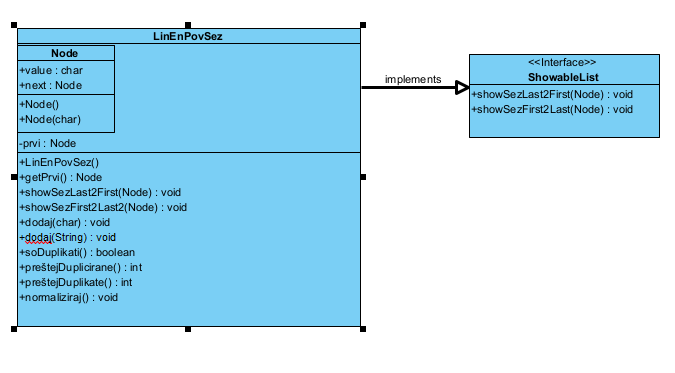 LinEnPovSez
Node
+value : char
+next : Node
+Node()
+Node(char)
-prvi : Node
+LinEnPovSez()
+getPrvi() : Node
+showSezLast2First(Node) : void
+showSezFirst2Last2(Node) : void
+dodaj(char) : void
+dodaj(String) : void
+soDuplikati() : boolean
+preštejDuplicirane() : int
+preštejDuplikate() : int
+normaliziraj() : void
implements
<<Interface>>
ShowableList
+showSezLast2First(Node) : void
+showSezFirst2Last(Node) : void